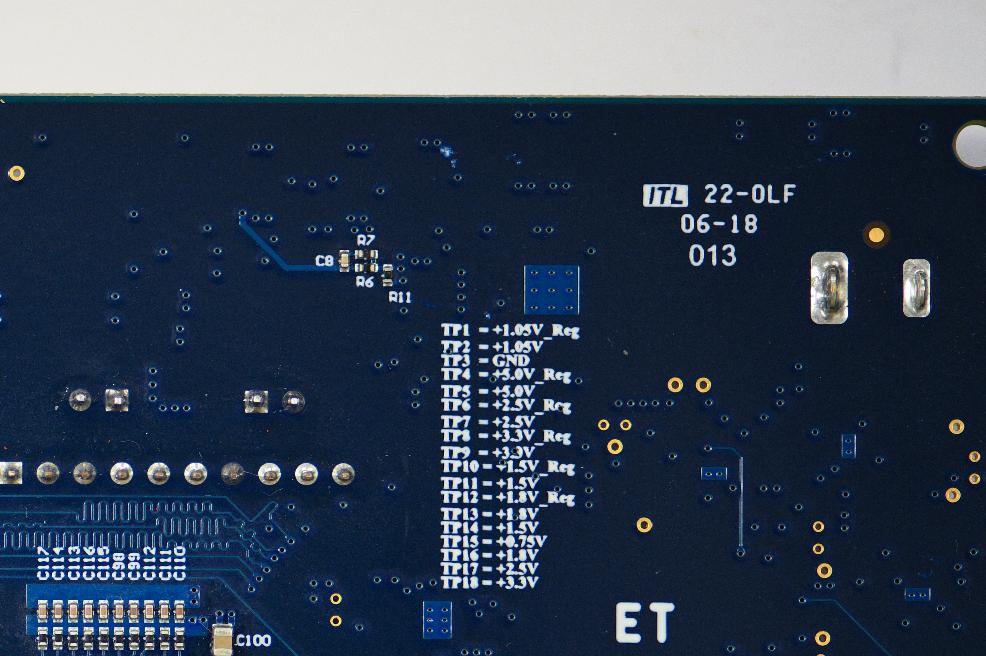 ITL 22-0LF
06-18
013
R7
C8
R6
R11
TP1 = +1.05V_Reg
TP2 = +1.05V
TP3 = GND
TP4 = +5.0V_Reg
TP5 = +5.0V
TP6 = +2.5V_Reg
TP7 = +2.5V
TP8 = +3.3V_Reg
TP9 = +3.3V
TP10 = +1.5V_Reg
TP11 = +1.5V
TP12 = +1.8V_Reg
TP13 = +1.8V
TP14 = +1.5V
TP15 = +0.75V
TP16 = +1.8V
TP17 = +2.5V
TP18 = +3.3V
C117 C114 C113 C116 C115 C98 C99 C112 C111 C110
ET
C100